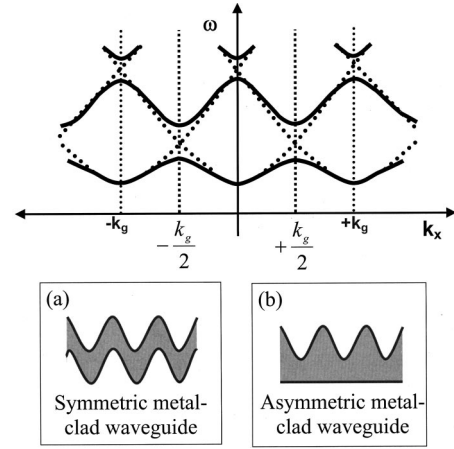 ω
-kg
- kg/2
+ kg/2
+kg
kx
(a)
Symmetric metal-
clad waveguide
(b)
Asymmetric metal-
clad waveguide